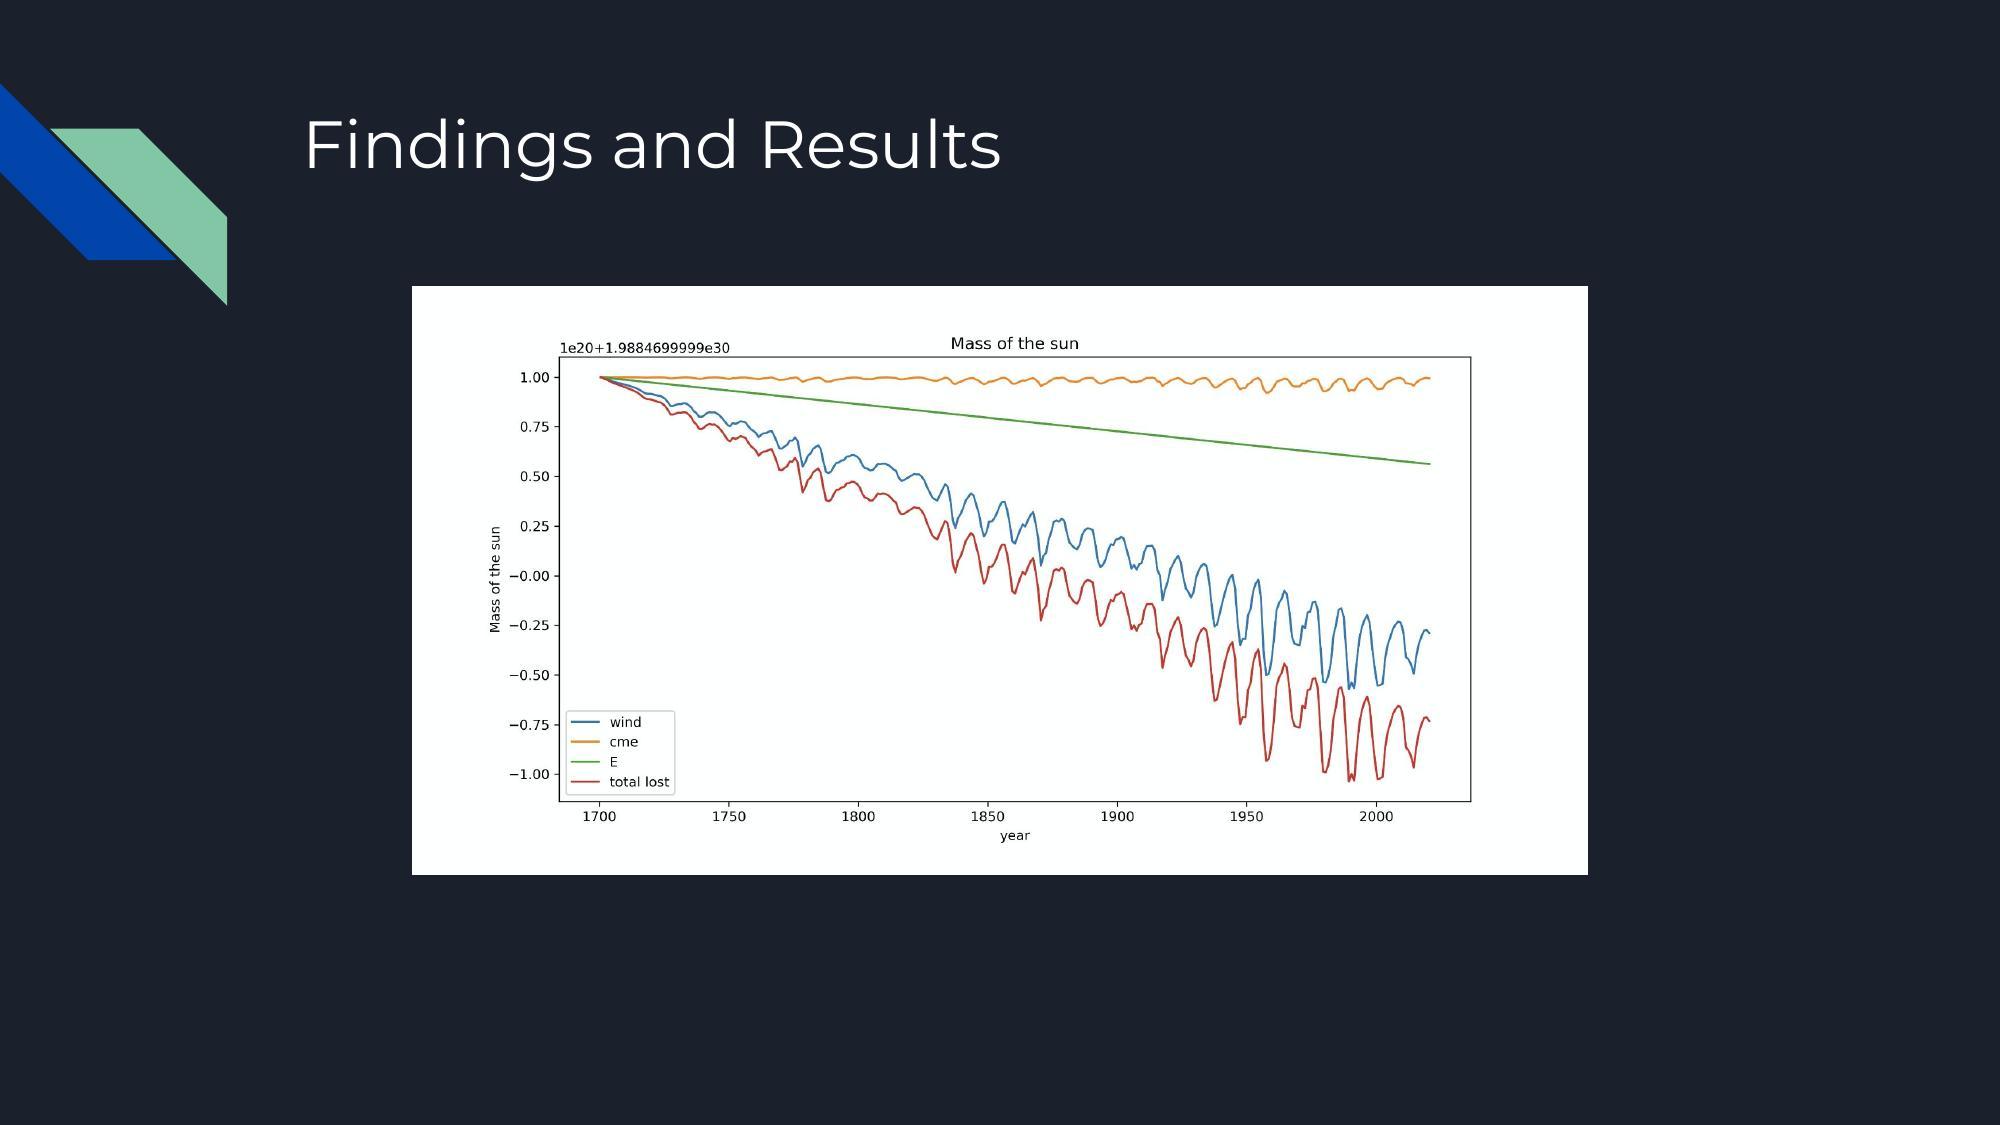 Findings and Results
Mass of the sun
1e20+1.9884699999e30
1.00
0.75
0.50
0.25
−0.00
−0.25
−0.50
−0.75
−1.00
Mass of the sun
wind
cme
E
total lost
1700 1750 1800 1850 1900 1950 2000
year